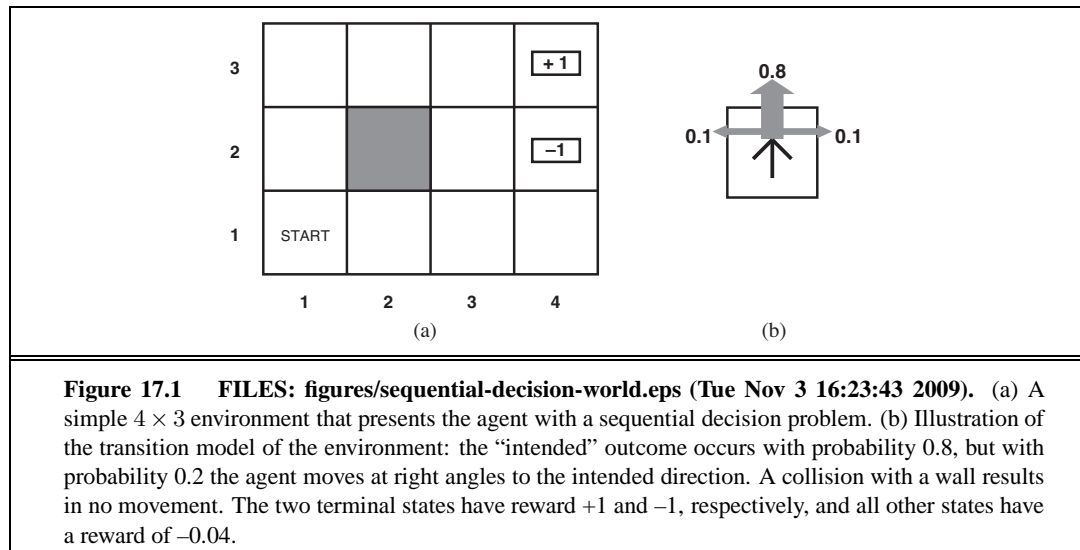 3
+ 1
2
–1
1
START
1 2 3 4
(a)
0.8
0.1 0.1
(b)
Figure 17.1 FILES: figures/sequential-decision-world.eps (Tue Nov 3 16:23:43 2009). (a) A
simple 4 × 3 environment that presents the agent with a sequential decision problem. (b) Illustration of
the transition model of the environment: the “intended” outcome occurs with probability 0.8, but with
probability 0.2 the agent moves at right angles to the intended direction. A collision with a wall results
in no movement. The two terminal states have reward +1 and –1, respectively, and all other states have
a reward of –0.04.